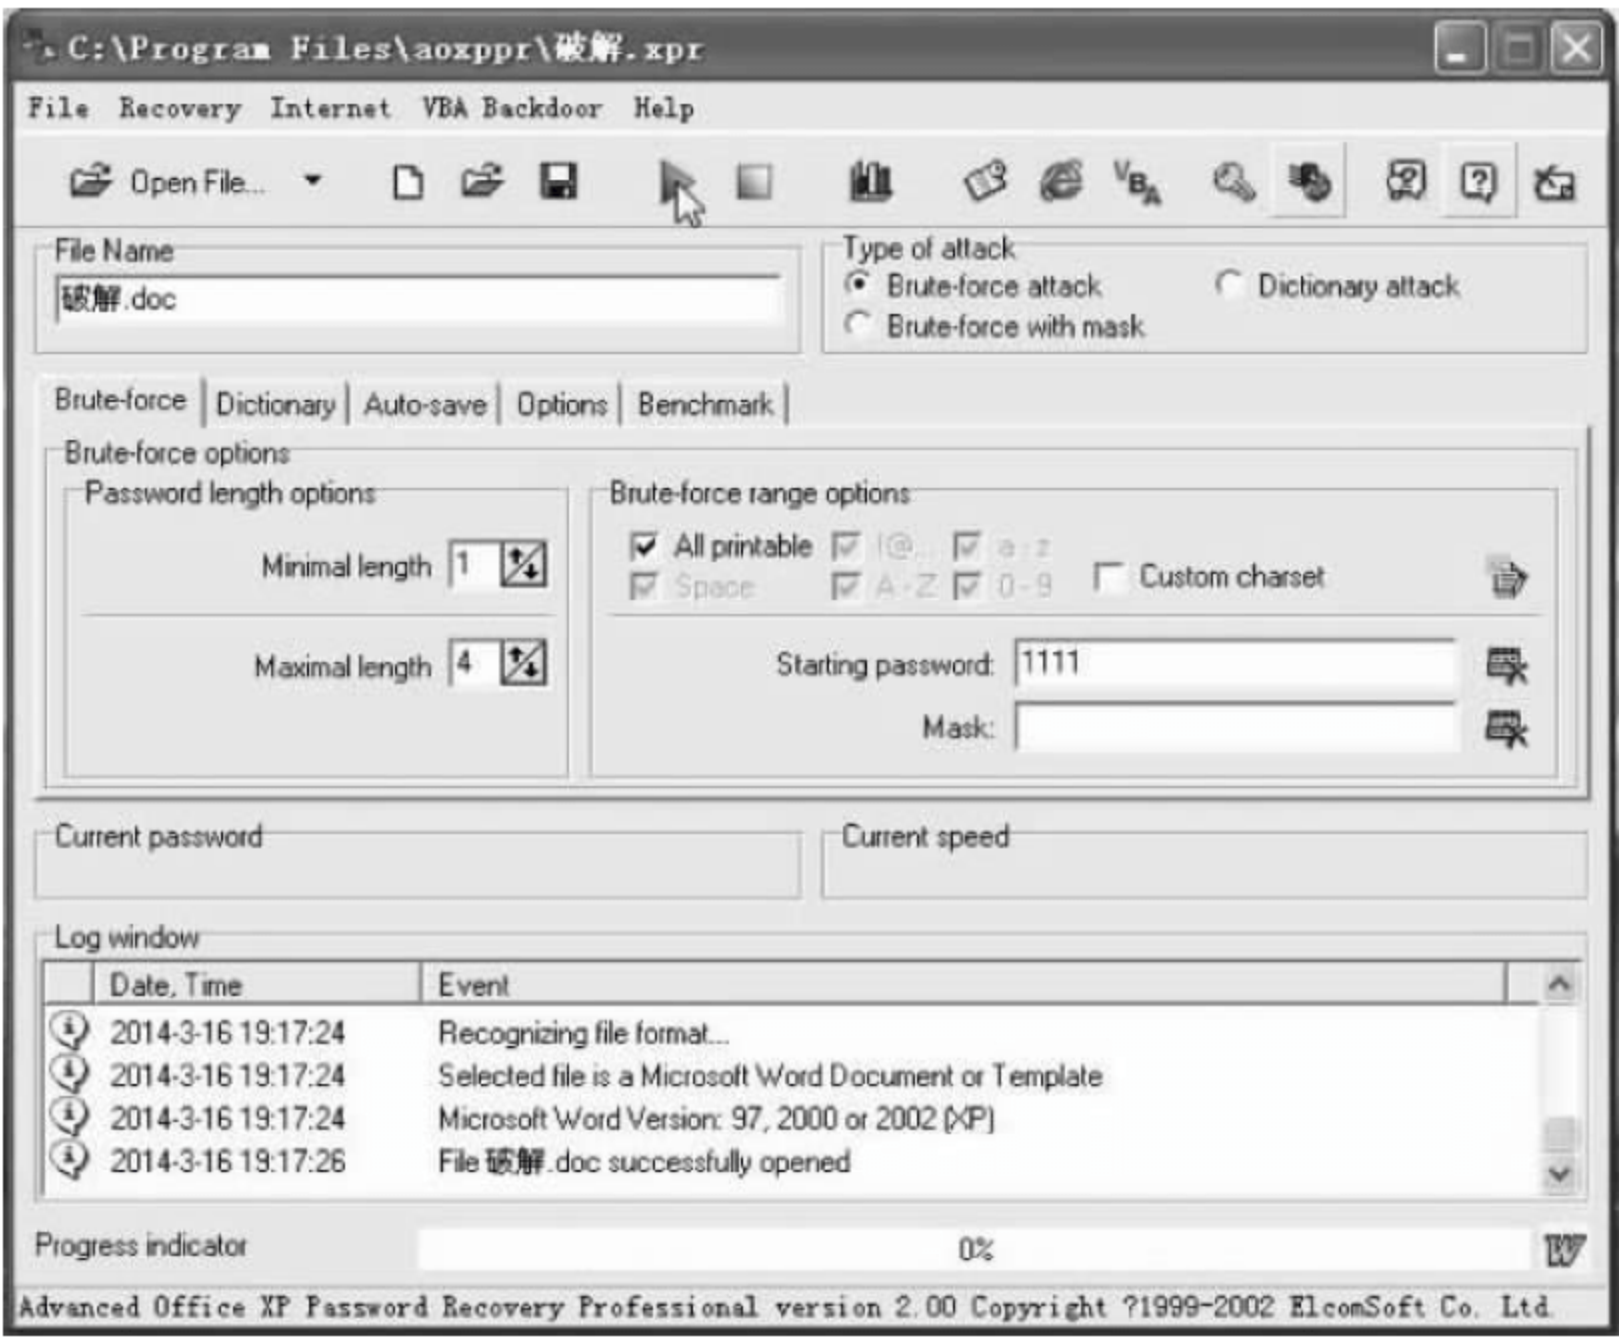 C:\Program Files\aoxppr\破解.xpr
File Recovery Internet VBA Backdoor Help
Open File... VBA
File Name
破解.doc
Type of attack
Brute-force attack Dictionary attack
Brute-force with mask
Brute-force Dictionary Auto-save Options Benchmark
Brute-force options
Password length options
Minimal length 1
Maximal length 4
Brute-force range options
All printable !@... a - z
Space A - Z 0 - 9 Custom charset
Starting password: 1111
Mask:
Current password
Current speed
Log window
Date, Time Event
2014-3-16 19:17:24 Recognizing file format...
2014-3-16 19:17:24 Selected file is a Microsoft Word Document or Template
2014-3-16 19:17:24 Microsoft Word Version: 97, 2000 or 2002 (XP)
2014-3-16 19:17:26 File 破解.doc successfully opened
Progress indicator 0% W
Advanced Office XP Password Recovery Professional version 2.00 Copyright ?1999-2002 ElcomSoft Co. Ltd.